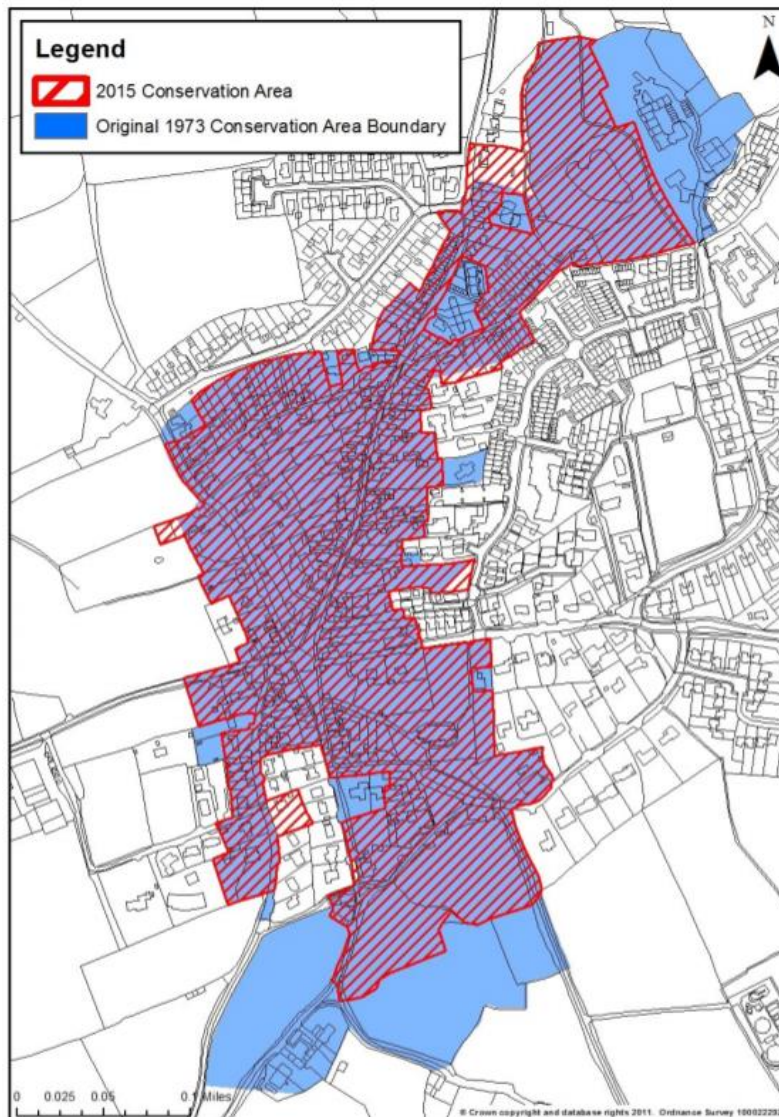 N
Legend
2015 Conservation Area
Original 1973 Conservation Area Boundary
0 0.025 0.05 0.1 Miles
© Crown copyright and database rights 2011. Ordnance Survey